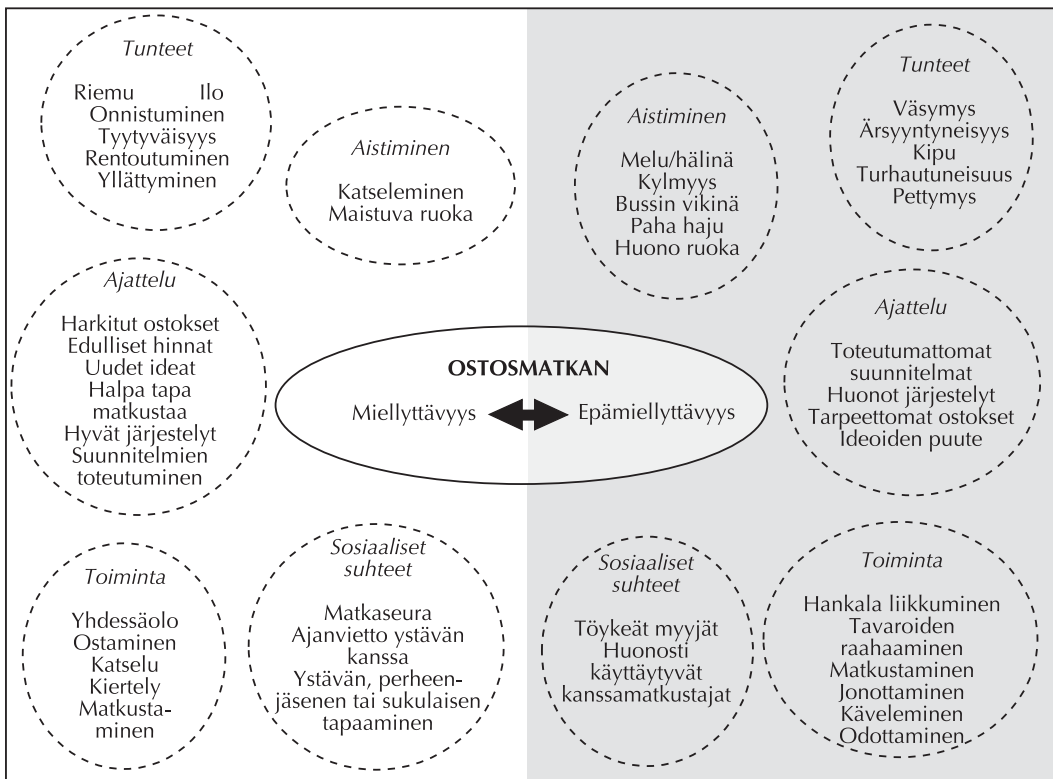 Tunteet
Riemu Ilo
Onnistuminen
Tyytyväisyys
Rentoutuminen
Yllättyminen
Aistiminen
Katseleminen
Maistuva ruoka
Aistiminen
Melu/hälinä
Kylmyys
Bussin vikinä
Paha haju
Huono ruoka
Tunteet
Väsymys
Ärsyyntyneisyys
Kipu
Turhautuneisuus
Pettymys
Ajattelu
Harkitut ostokset
Edulliset hinnat
Uudet ideat
Halpa tapa
matkustaa
Hyvät järjestelyt
Suunnitelmien
toteutuminen
OSTOSMATKAN
Miellyttävyys Epämiellyttävyys
Ajattelu
Toteutumattomat
suunnitelmat
Huonot järjestelyt
Tarpeettomat ostokset
Ideoiden puute
Toiminta
Yhdessäolo
Ostaminen
Katselu
Kiertely
Matkusta-
minen
Sosiaaliset
suhteet
Matkaseura
Ajanvietto ystävän
kanssa
Ystävän, perheen-
jäsenen tai sukulaisen
tapaaminen
Sosiaaliset
suhteet
Töykeät myyjät
Huonosti
käyttäytyvät
kanssamatkustajat
Toiminta
Hankala liikkuminen
Tavaroiden
raahaaminen
Matkustaminen
Jonottaminen
Käveleminen
Odottaminen